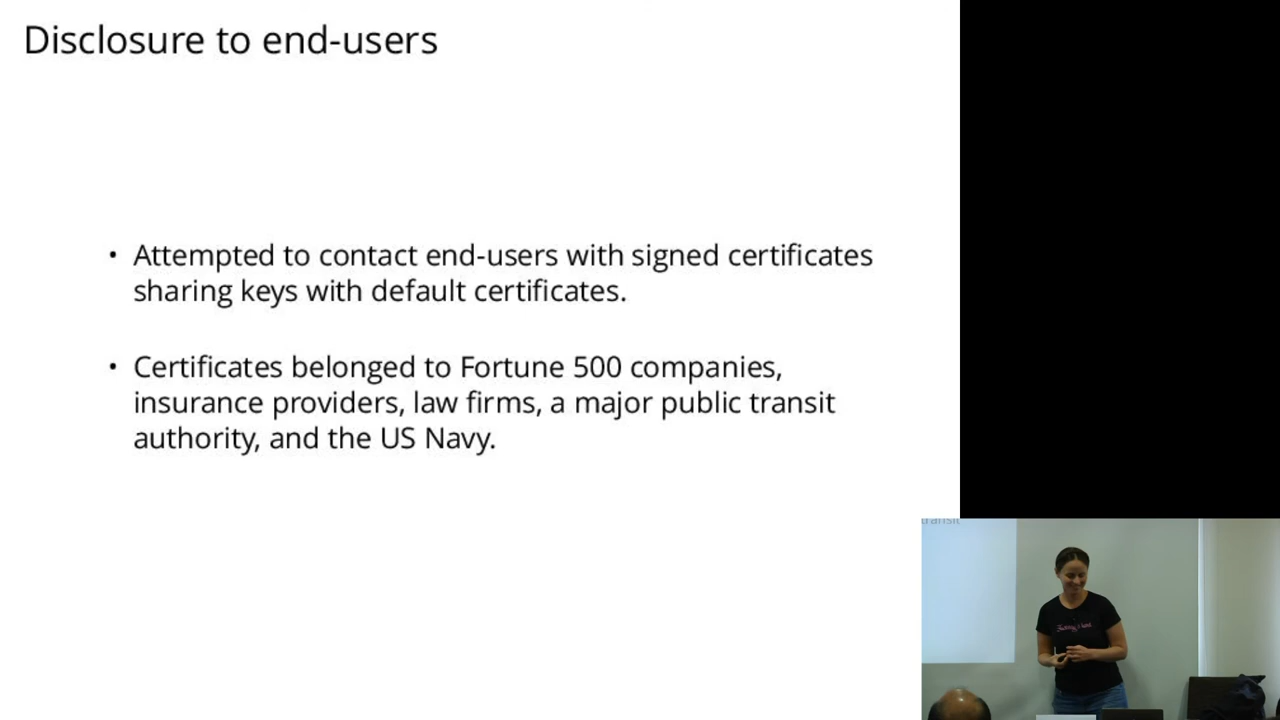 Disclosure to end-users
• Attempted to contact end-users with signed certificates
sharing keys with default certificates.
• Certificates belonged to Fortune 500 companies,
insurance providers, law firms, a major public transit
authority, and the US Navy.
transit